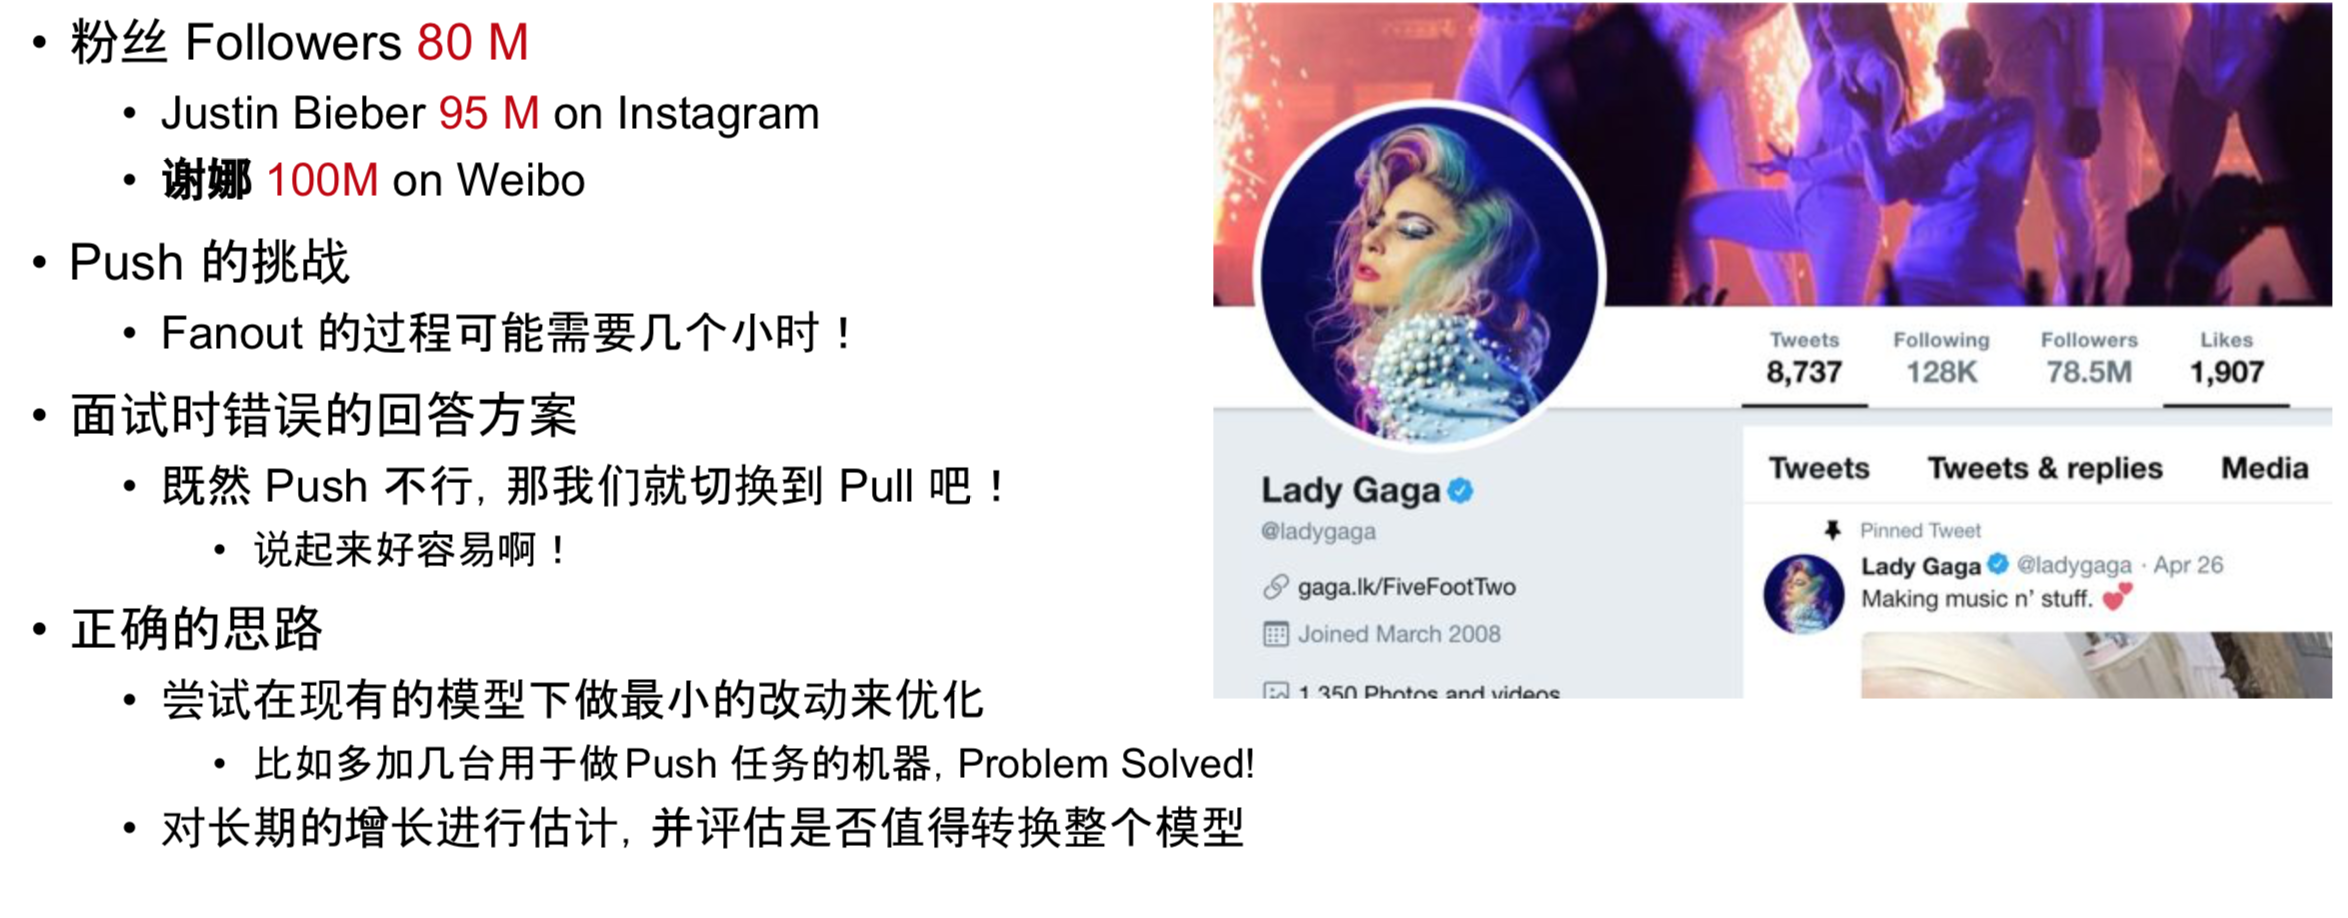 • 粉丝 Followers 80 M
• Justin Bieber 95 M on Instagram
• 谢娜 100M on Weibo
• Push 的挑战
• Fanout 的过程可能需要几个小时！
• 面试时错误的回答方案
• 既然 Push 不行, 那我们就切换到 Pull 吧！
• 说起来好容易啊！
• 正确的思路
• 尝试在现有的模型下做最小的改动来优化
• 比如多加几台用于做Push 任务的机器, Problem Solved!
• 对长期的增长进行估计, 并评估是否值得转换整个模型
Tweets Following Followers Likes
8,737 128K 78.5M 1,907
Lady Gaga
@ladygaga
gaga.lk/FiveFootTwo
Joined March 2008
1,350 Photos and videos
Tweets Tweets & replies Media
Pinned Tweet
Lady Gaga @ladygaga · Apr 26
Making music n' stuff. 💕